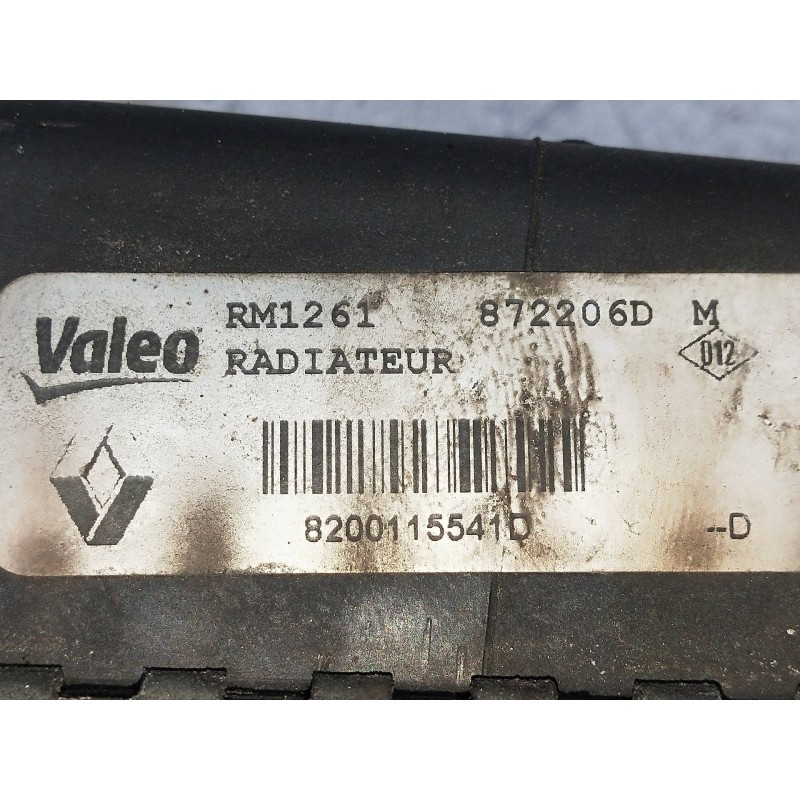 Valeo
RM1261 872206D M
RADIATEUR
D12
8200115541D --D